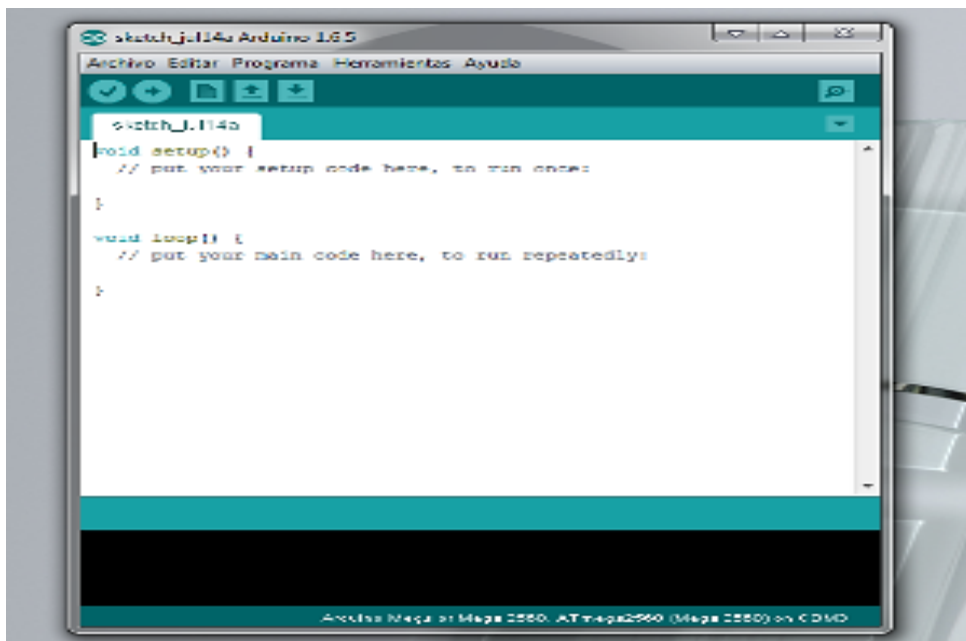 sketch_jul14a Arduino 1.6.5
Archivo Editar Programa Herramientas Ayuda
sketch_jul14a
void setup() {
// put your setup code here, to run once:
}
void loop() {
// put your main code here, to run repeatedly:
}
Arduino Mega or Mega 2560, ATmega2560 (Mega 2560) on